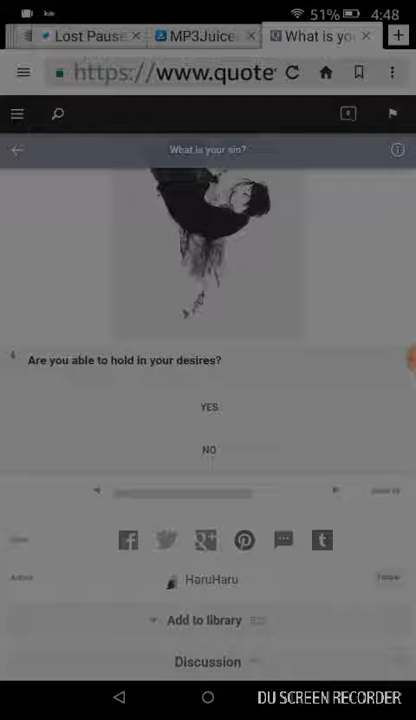 51% 4:48
Lost Pause × MP3Juice × What is yo ×
https://www.quote
What is your sin?
Are you able to hold in your desires?
YES
NO
HaruHaru
Add to library
Discussion
DU SCREEN RECORDER